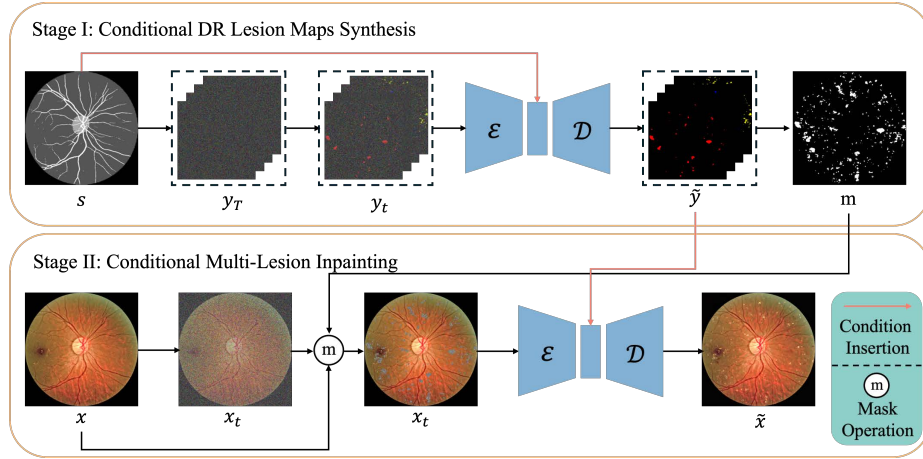 Stage I: Conditional DR Lesion Maps Synthesis
ℰ
𝒟
s
y_T
y_t
ỹ
m
Stage II: Conditional Multi-Lesion Inpainting
m
ℰ
𝒟
x
x_t
x_t
x̃
Condition
Insertion
m
Mask
Operation